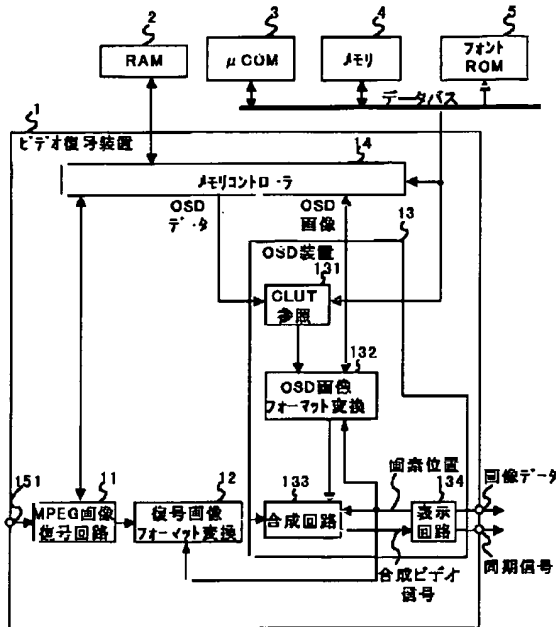 2
3
4
5
RAM
μCOM
メモリ
フォント
ROM
データバス
1
ビデオ復号装置
14
メモリコントローラ
OSD
データ
OSD
画像
13
OSD装置
131
CLUT
参照
132
OSD画像
フォーマット変換
151
11
12
133
画素位置
134
画像データ
MPEG画像
復号回路
復号画像
フォーマット変換
合成回路
表示
回路
同期信号
合成ビデオ
信号